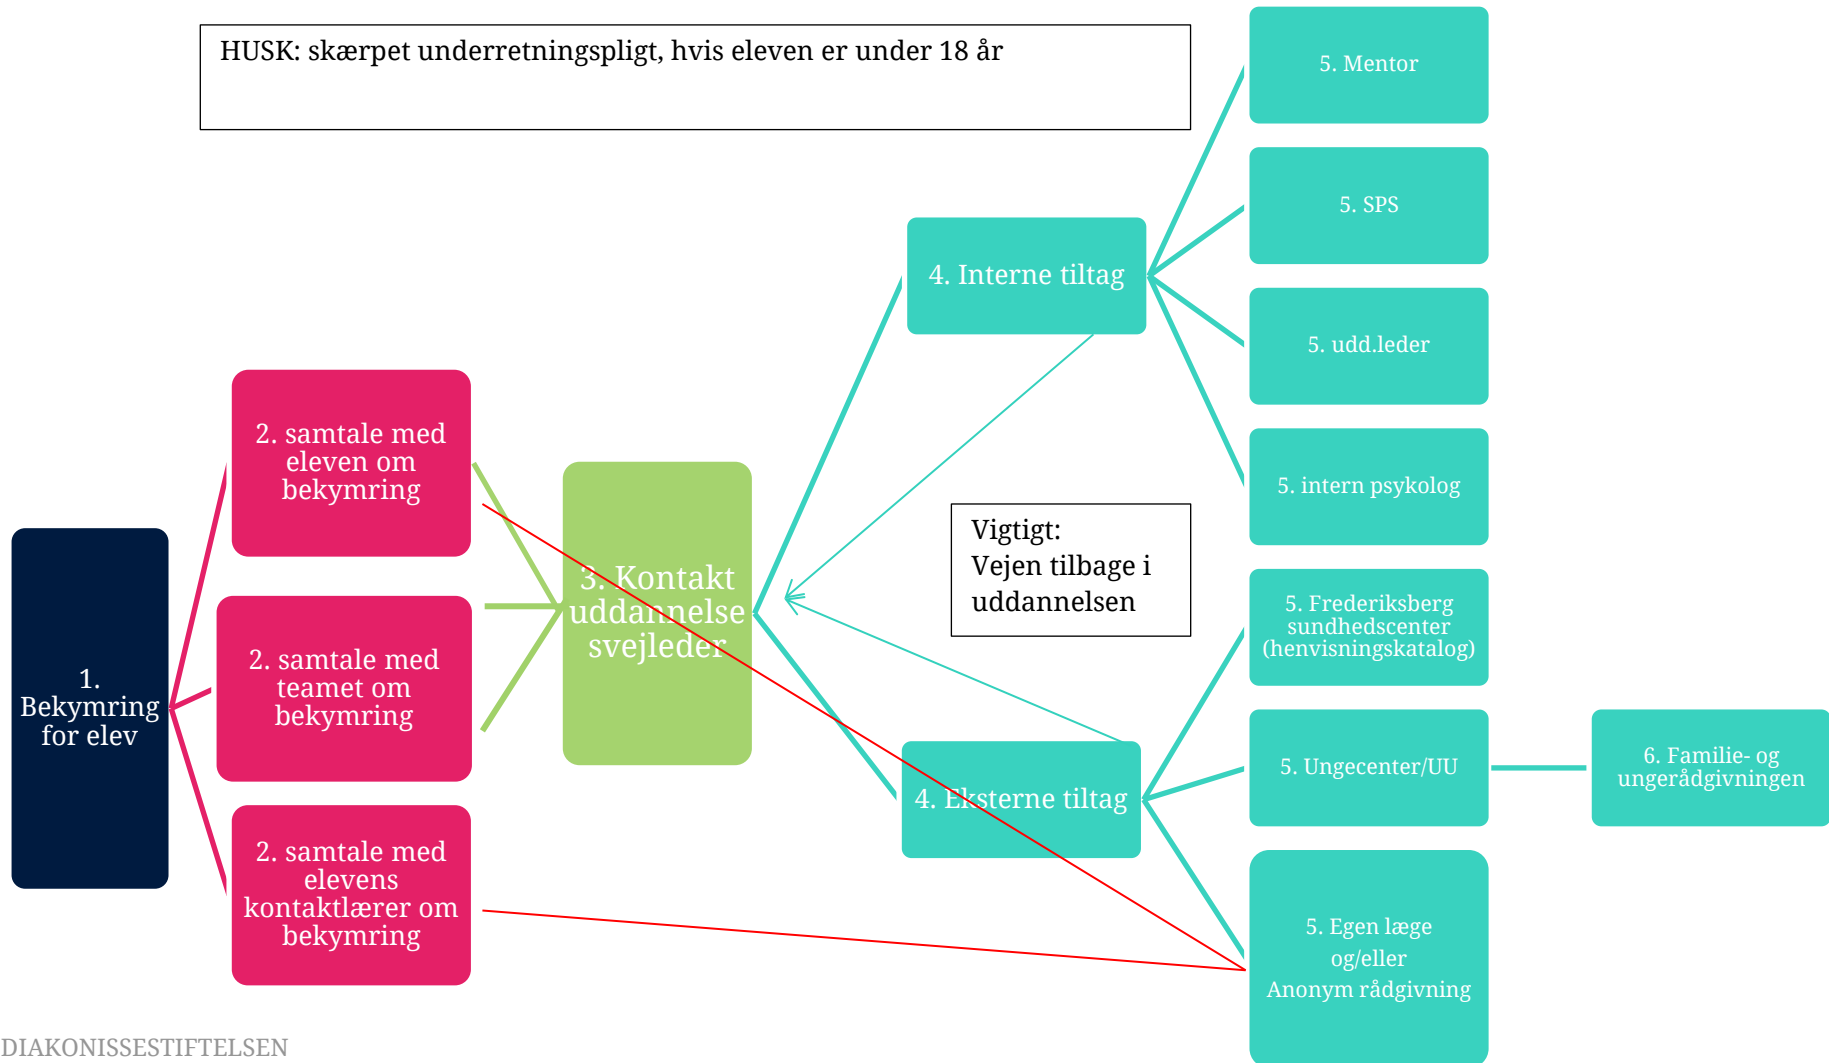 HUSK: skærpet underretningspligt, hvis eleven er under 18 år
1.
Bekymring
for elev
2. samtale med
eleven om
bekymring
2. samtale med
teamet om
bekymring
2. samtale med
elevens
kontaktlærer om
bekymring
3. Kontakt
uddannelse
svejleder
4. Interne tiltag
Vigtigt:
Vejen tilbage i
uddannelsen
4. Eksterne tiltag
5. Mentor
5. SPS
5. udd.leder
5. intern psykolog
5. Frederiksberg
sundhedscenter
(henvisningskatalog)
5. Ungecenter/UU
5. Egen læge
og/eller
Anonym rådgivning
6. Familie- og
ungerådgivningen
DIAKONISSESTIFTELSEN